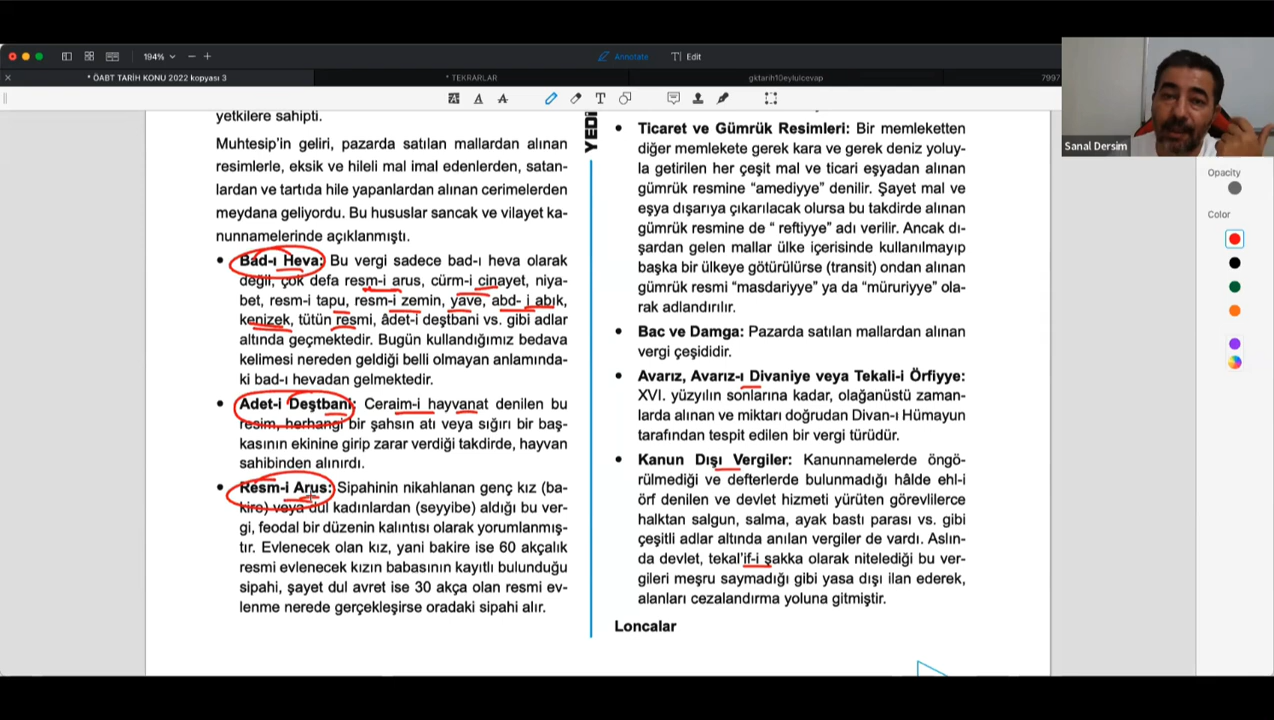 194%
Annotate
Edit
* ÖABT TARİH KONU 2022 kopyası 3
* TEKRARLAR
gktarih10eylulcevap
7997
Sanal Dersim
Opacity
Color
yetkilere sahipti.
Muhtesip’in geliri, pazarda satılan mallardan alınan
resimlerle, eksik ve hileli mal imal edenlerden, satan-
lardan ve tartıda hile yapanlardan alınan cerimelerden
meydana geliyordu. Bu hususlar sancak ve vilayet ka-
nunnamelerinde açıklanmıştı.
• Bad-ı Heva: Bu vergi sadece bad-ı heva olarak
değil, çok defa resm-i arus, cürm-i cinayet, niya-
bet, resm-i tapu, resm-i zemin, yave, abd- i abık,
kenizek, tütün resmi, âdet-i deştbani vs. gibi adlar
altında geçmektedir. Bugün kullandığımız bedava
kelimesi nereden geldiği belli olmayan anlamında-
ki bad-ı hevadan gelmektedir.
• Adet-i Deştbani: Ceraim-i hayvanat denilen bu
resim, herhangi bir şahsın atı veya sığırı bir baş-
kasının ekinine girip zarar verdiği takdirde, hayvan
sahibinden alınırdı.
• Resm-i Arus: Sipahinin nikahlanan genç kız (ba-
kire) veya dul kadınlardan (seyyibe) aldığı bu ver-
gi, feodal bir düzenin kalıntısı olarak yorumlanmış-
tır. Evlenecek olan kız, yani bakire ise 60 akçalık
resmi evlenecek kızın babasının kayıtlı bulunduğu
sipahi, şayet dul avret ise 30 akça olan resmi ev-
lenme nerede gerçekleşirse oradaki sipahi alır.
YEDİ
• Ticaret ve Gümrük Resimleri: Bir memleketten
diğer memlekete gerek kara ve gerek deniz yoluy-
la getirilen her çeşit mal ve ticari eşyadan alınan
gümrük resmine “amediyye” denilir. Şayet mal ve
eşya dışarıya çıkarılacak olursa bu takdirde alınan
gümrük resmine de “ reftiyye” adı verilir. Ancak dı-
şardan gelen mallar ülke içerisinde kullanılmayıp
başka bir ülkeye götürülürse (transit) ondan alınan
gümrük resmi “masdariyye” ya da “müruriyye” ola-
rak adlandırılır.
• Bac ve Damga: Pazarda satılan mallardan alınan
vergi çeşididir.
• Avarız, Avarız-ı Divaniye veya Tekali-i Örfiyye:
XVI. yüzyılın sonlarına kadar, olağanüstü zaman-
larda alınan ve miktarı doğrudan Divan-ı Hümayun
tarafından tespit edilen bir vergi türüdür.
• Kanun Dışı Vergiler: Kanunnamelerde öngö-
rülmediği ve defterlerde bulunmadığı hâlde ehl-i
örf denilen ve devlet hizmeti yürüten görevlilerce
halktan salgun, salma, ayak bastı parası vs. gibi
çeşitli adlar altında anılan vergiler de vardı. Aslın-
da devlet, tekal’if-i şakka olarak nitelediği bu ver-
gileri meşru saymadığı gibi yasa dışı ilan ederek,
alanları cezalandırma yoluna gitmiştir.
Loncalar